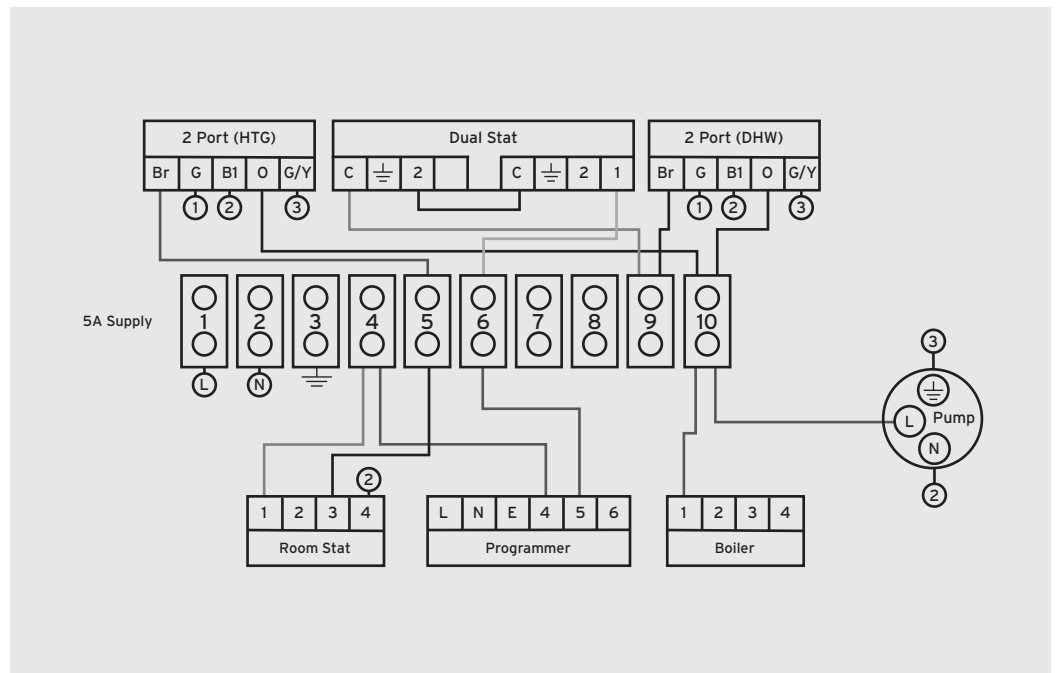 2 Port (HTG)
Dual Stat
2 Port (DHW)
Br G B1 O G/Y
C 2 C 2 1
Br G B1 O G/Y
1 2 3
1 2 3
5A Supply
1 2 3 4 5 6 7 8 9 10
L N
3
L Pump
N
2
2
1 2 3 4
Room Stat
L N E 4 5 6
Programmer
1 2 3 4
Boiler